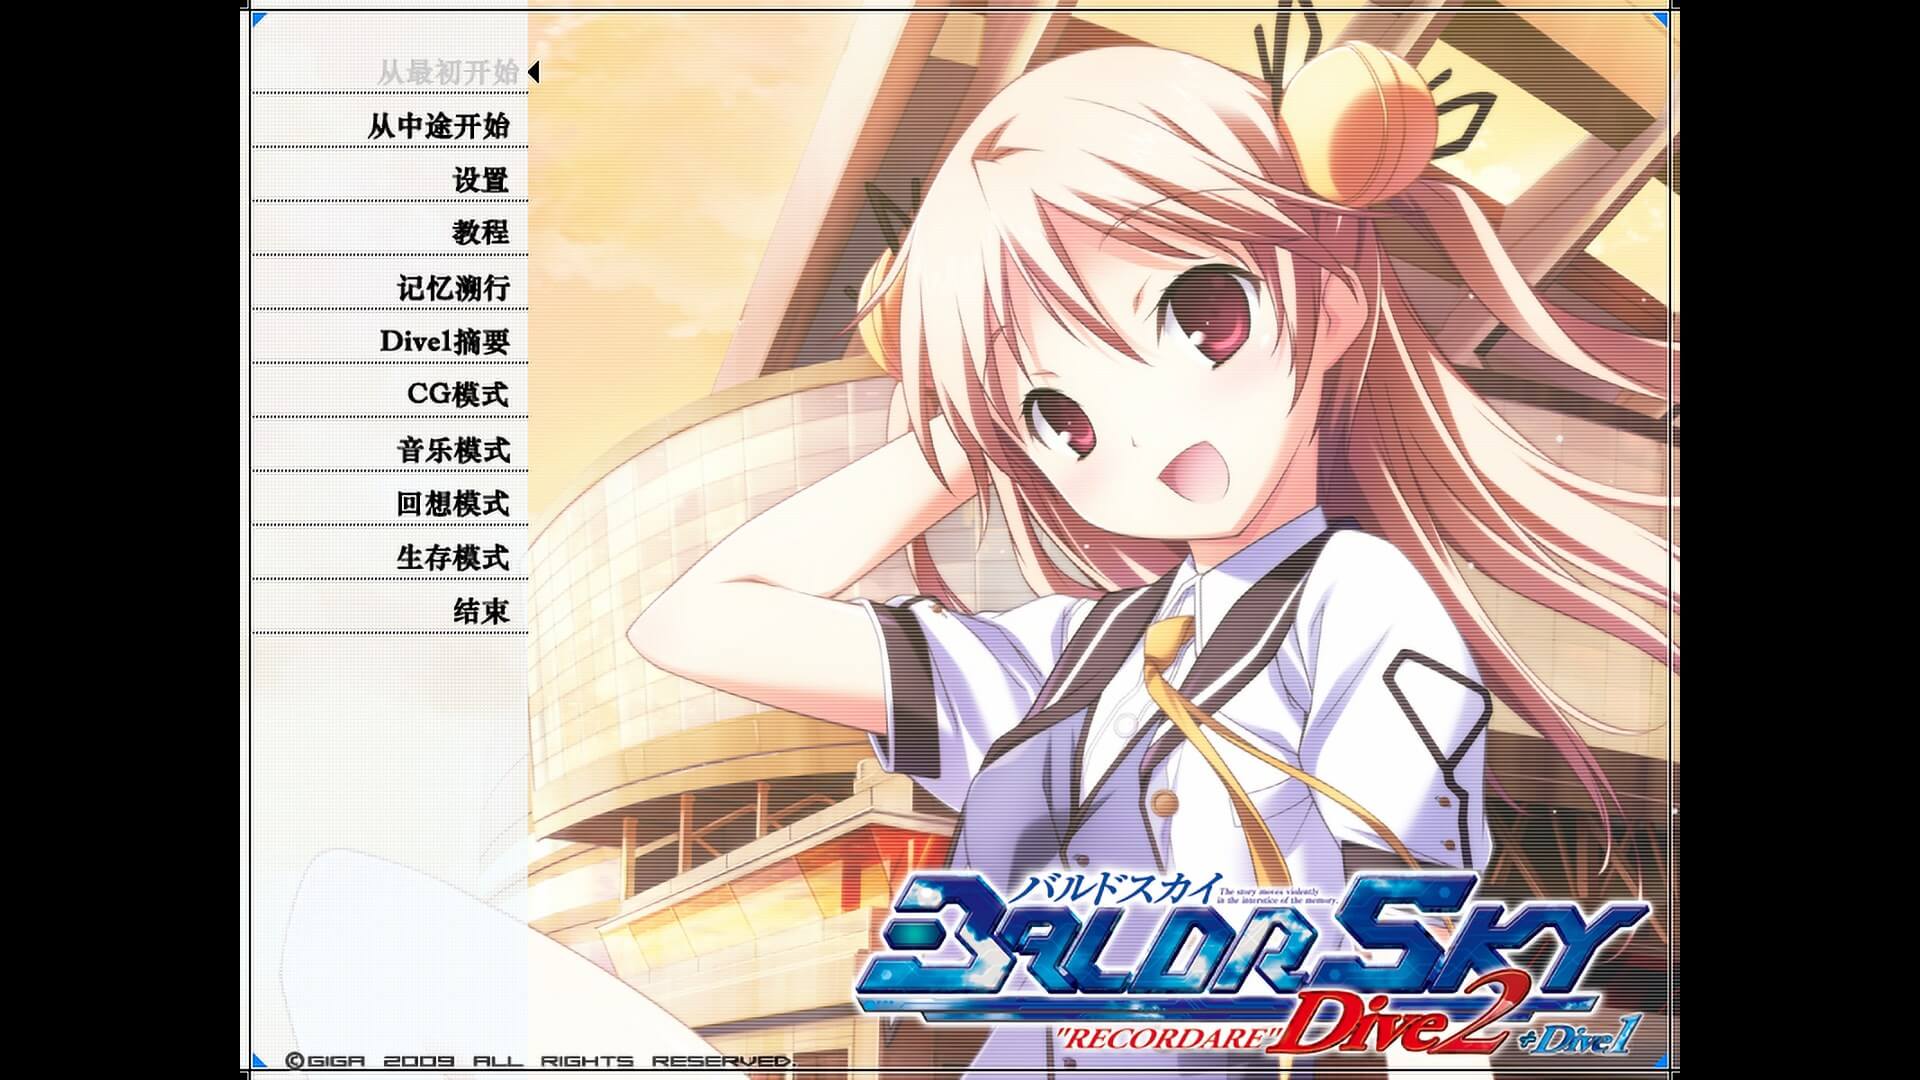 从最初开始
从中途开始
设置
教程
记忆溯行
Dive1摘要
CG模式
音乐模式
回想模式
生存模式
结束
バルドスカイ
The story moves violently
in the interstice of the memory.
BALDR SKY
"RECORDARE" Dive2 +Dive1
©GIGA 2009 ALL RIGHTS RESERVED.